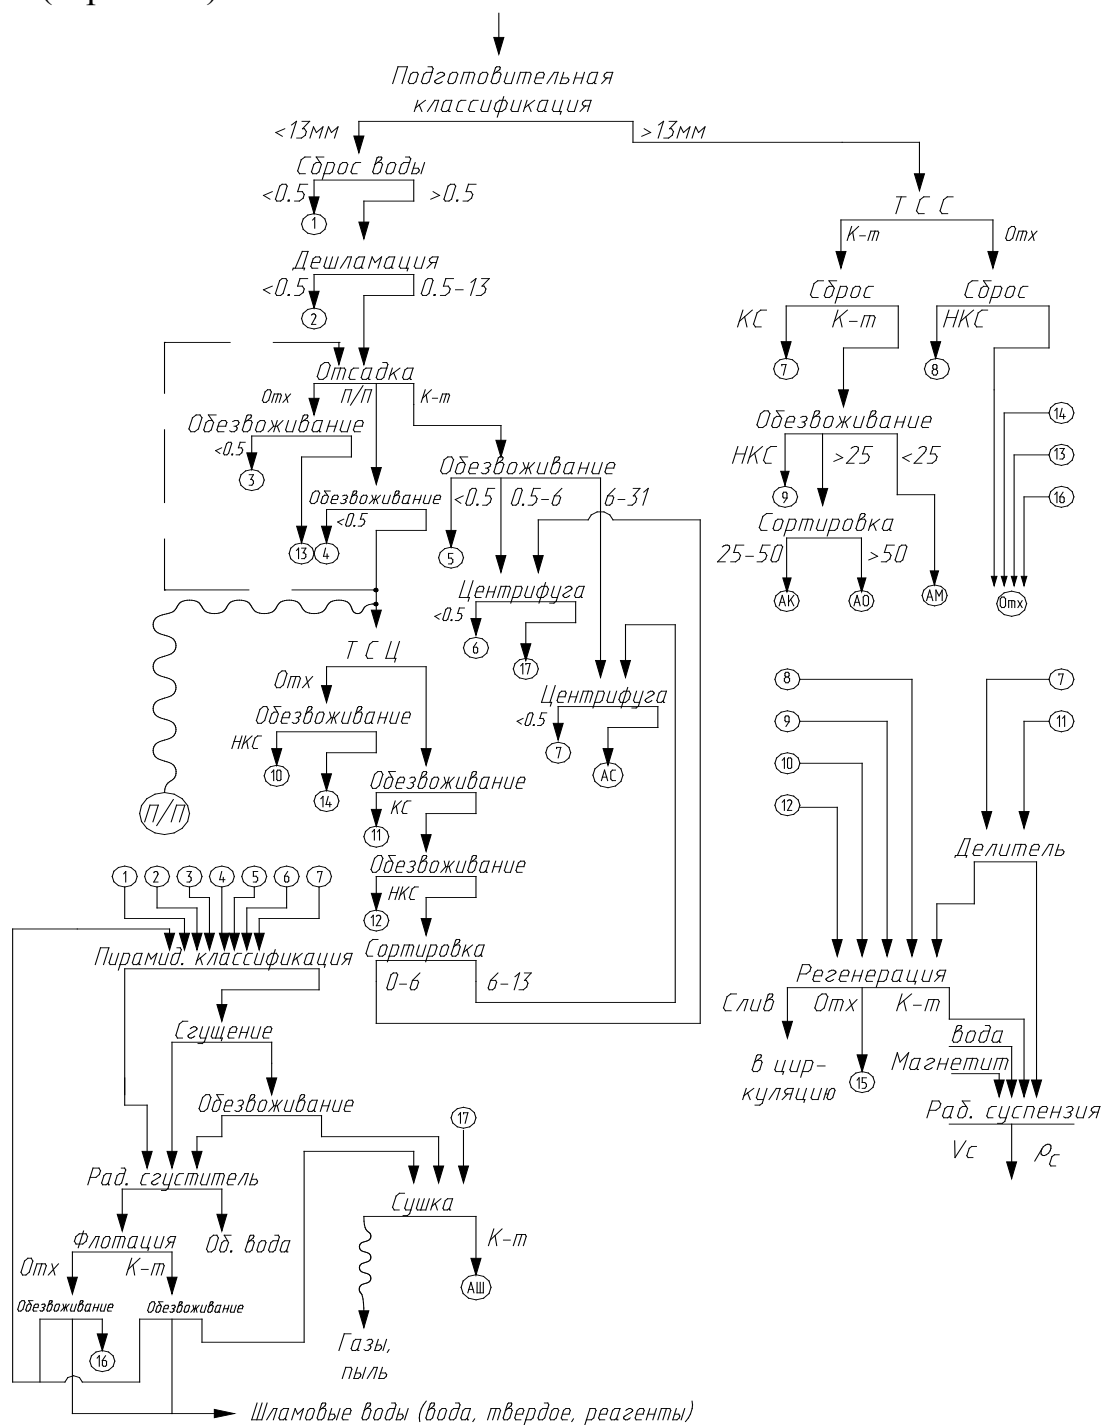 Подготовительная
классификация
<13мм
>13мм
Сброс воды
<0.5
>0.5
Т С С
1
К-т
Отх
Дешламация
<0.5
0.5-13
Сброс
Сброс
2
КС
К-т
НКС
7
8
Отсадка
Отх
П/П
К-т
Обезвоживание
<0.5
3
Обезвоживание
14
НКС
>25
<25
13
9
16
Обезвоживание
<0.5
0.5-6
6-31
Обезвоживание
<0.5
13
4
5
Сортировка
25-50
>50
АК
АО
АМ
Отх
Центрифуга
<0.5
6
17
Т С Ц
Отх
Обезвоживание
НКС
10
14
Центрифуга
<0.5
7
АС
8
7
9
11
10
12
П/П
Обезвоживание
КС
11
Обезвоживание
НКС
12
Делитель
1
2
3
4
5
6
7
Пирамид. классификация
Сортировка
0-6
6-13
Регенерация
Слив
Отх
К-т
Сгущение
вода
Магнетит
в цир-
куляцию
15
Раб. суспензия
Vс
ρс
Обезвоживание
17
Рад. сгуститель
Сушка
Флотация
Об. вода
К-т
Отх
К-т
АШ
Обезвоживание
Обезвоживание
16
Газы,
пыль
Шламовые воды (вода, твердое, реагенты)